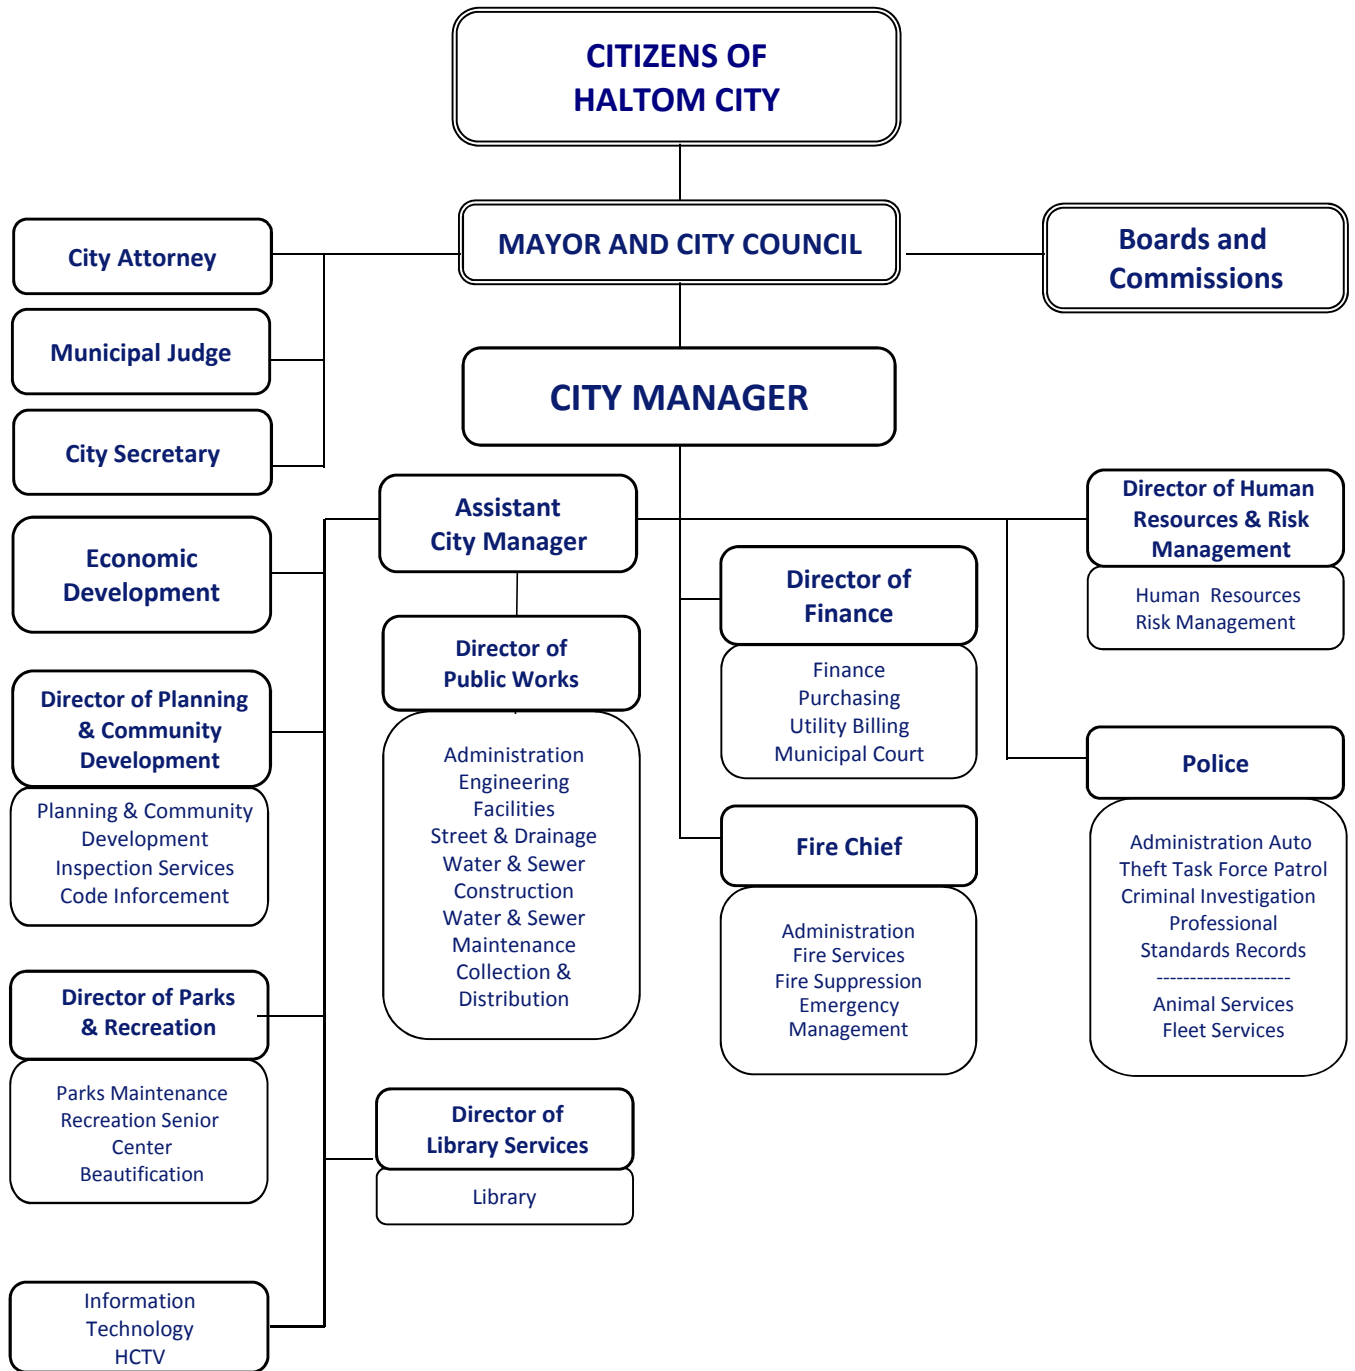 CITIZENS OF
HALTOM CITY
MAYOR AND CITY COUNCIL
Boards and
Commissions
City Attorney
Municipal Judge
City Secretary
CITY MANAGER
Assistant
City Manager
Economic
Development
Director of Planning
& Community
Development
Planning & Community
Development
Inspection Services
Code Inforcement
Director of Parks
& Recreation
Parks Maintenance
Recreation Senior
Center
Beautification
Information
Technology
HCTV
Director of
Public Works
Administration
Engineering
Facilities
Street & Drainage
Water & Sewer
Construction
Water & Sewer
Maintenance
Collection &
Distribution
Director of
Library Services
Library
Director of
Finance
Finance
Purchasing
Utility Billing
Municipal Court
Fire Chief
Administration
Fire Services
Fire Suppression
Emergency
Management
Director of Human
Resources & Risk
Management
Human Resources
Risk Management
Police
Administration Auto
Theft Task Force Patrol
Criminal Investigation
Professional
Standards Records
--------------------
Animal Services
Fleet Services